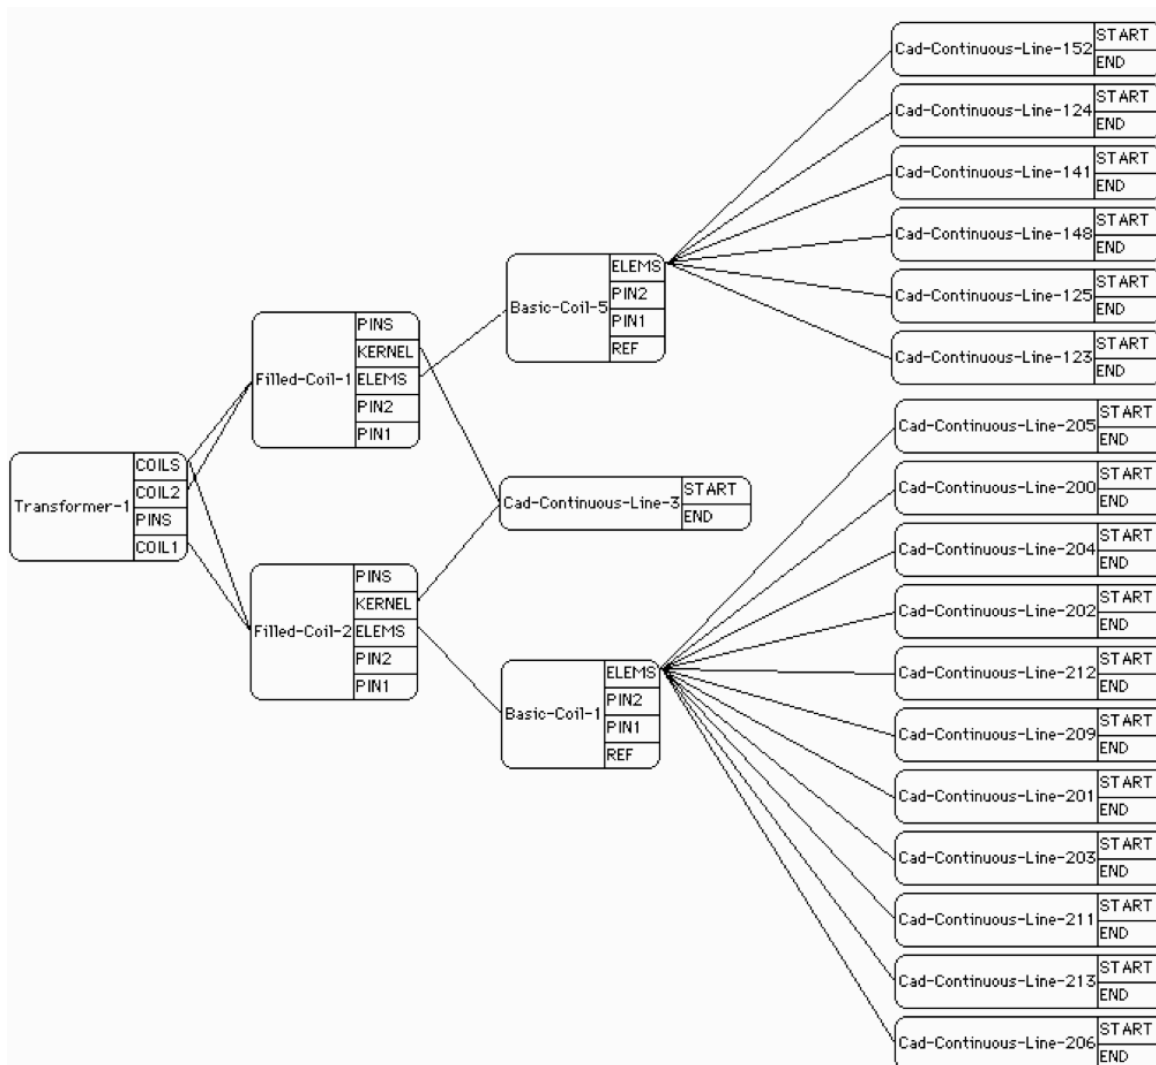 Transformer-1
COILS
COIL2
PINS
COIL1
Filled-Coil-1
PINS
KERNEL
ELEMS
PIN2
PIN1
Filled-Coil-2
PINS
KERNEL
ELEMS
PIN2
PIN1
Basic-Coil-5
ELEMS
PIN2
PIN1
REF
Cad-Continuous-Line-3
START
END
Basic-Coil-1
ELEMS
PIN2
PIN1
REF
Cad-Continuous-Line-152
START
END
Cad-Continuous-Line-124
START
END
Cad-Continuous-Line-141
START
END
Cad-Continuous-Line-148
START
END
Cad-Continuous-Line-125
START
END
Cad-Continuous-Line-123
START
END
Cad-Continuous-Line-205
START
END
Cad-Continuous-Line-200
START
END
Cad-Continuous-Line-204
START
END
Cad-Continuous-Line-202
START
END
Cad-Continuous-Line-212
START
END
Cad-Continuous-Line-209
START
END
Cad-Continuous-Line-201
START
END
Cad-Continuous-Line-203
START
END
Cad-Continuous-Line-211
START
END
Cad-Continuous-Line-213
START
END
Cad-Continuous-Line-206
START
END